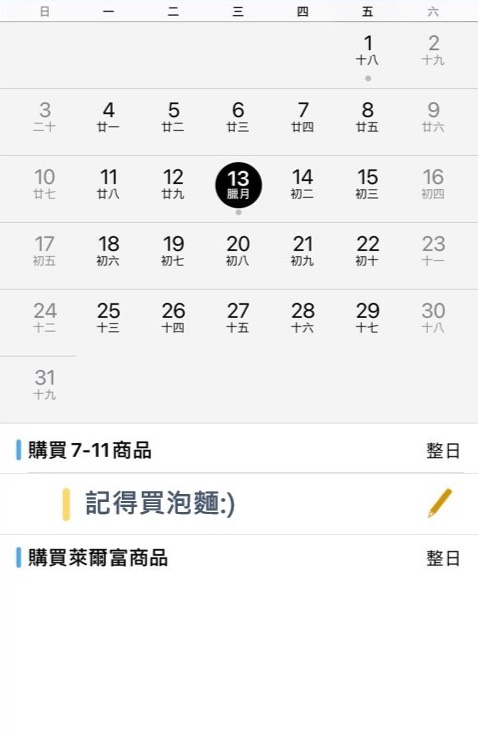 日 一 二 三 四 五 六
1 2
十八 十九
3 4 5 6 7 8 9
二十 廿一 廿二 廿三 廿四 廿五 廿六
10 11 12 13 14 15 16
廿七 廿八 廿九 臘月 初二 初三 初四
17 18 19 20 21 22 23
初五 初六 初七 初八 初九 初十 十一
24 25 26 27 28 29 30
十二 十三 十四 十五 十六 十七 十八
31
十九
購買7-11商品 整日
記得買泡麵:)
購買萊爾富商品 整日